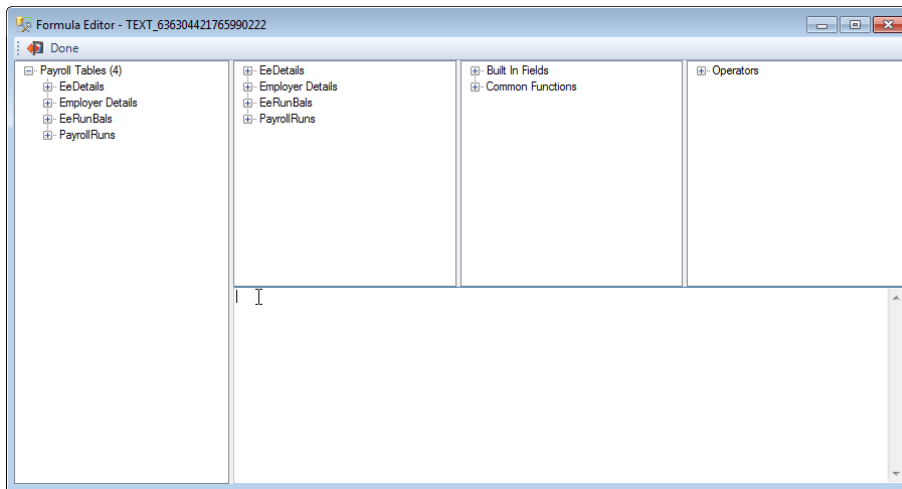 Formula Editor - TEXT_636304421765990222
Done
Payroll Tables (4)
EeDetails
Employer Details
EeRunBals
PayrollRuns
EeDetails
Employer Details
EeRunBals
PayrollRuns
Built In Fields
Common Functions
Operators